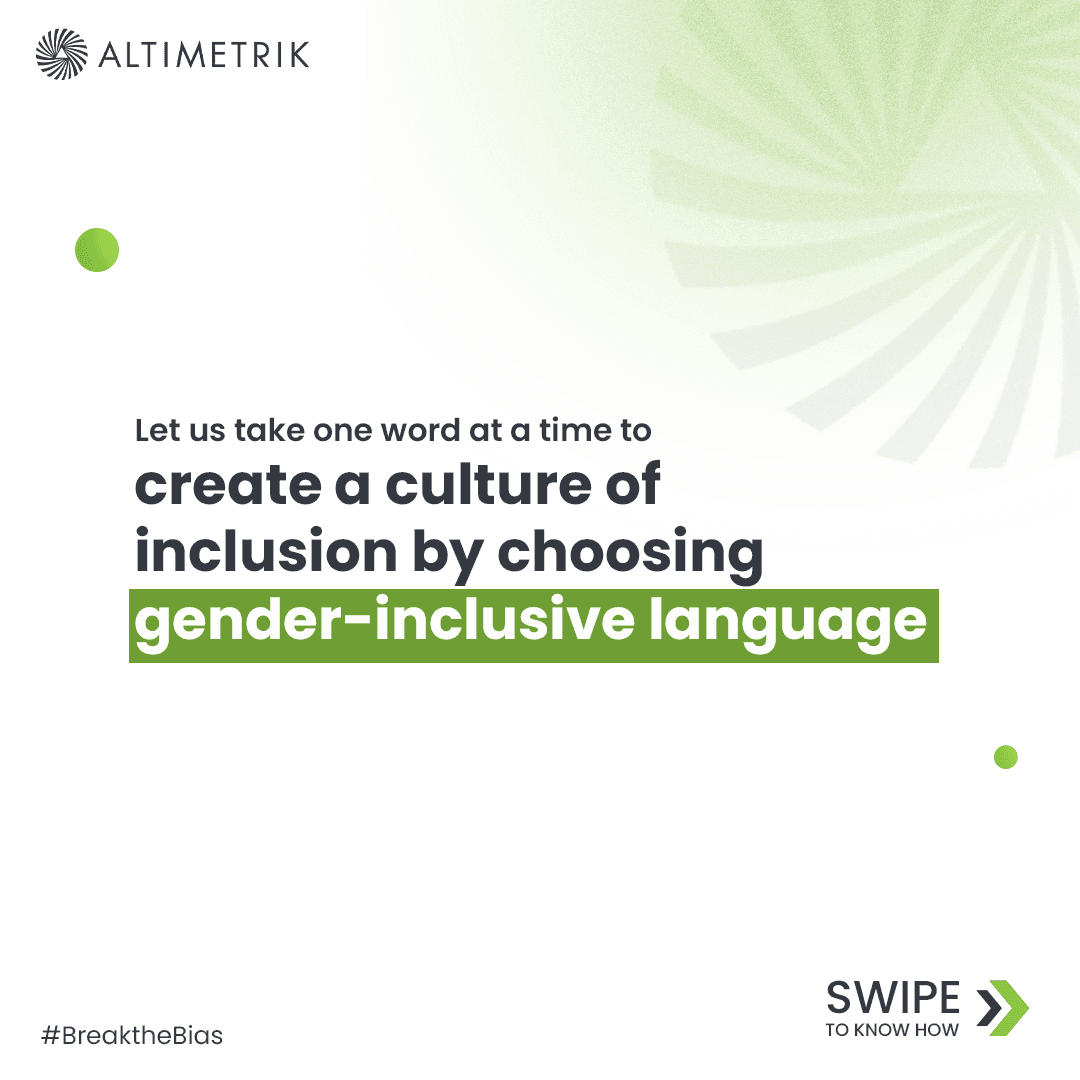 ALTIMETRIK
Let us take one word at a time to
create a culture of
inclusion by choosing
gender-inclusive language
SWIPE
TO KNOW HOW
#BreaktheBias